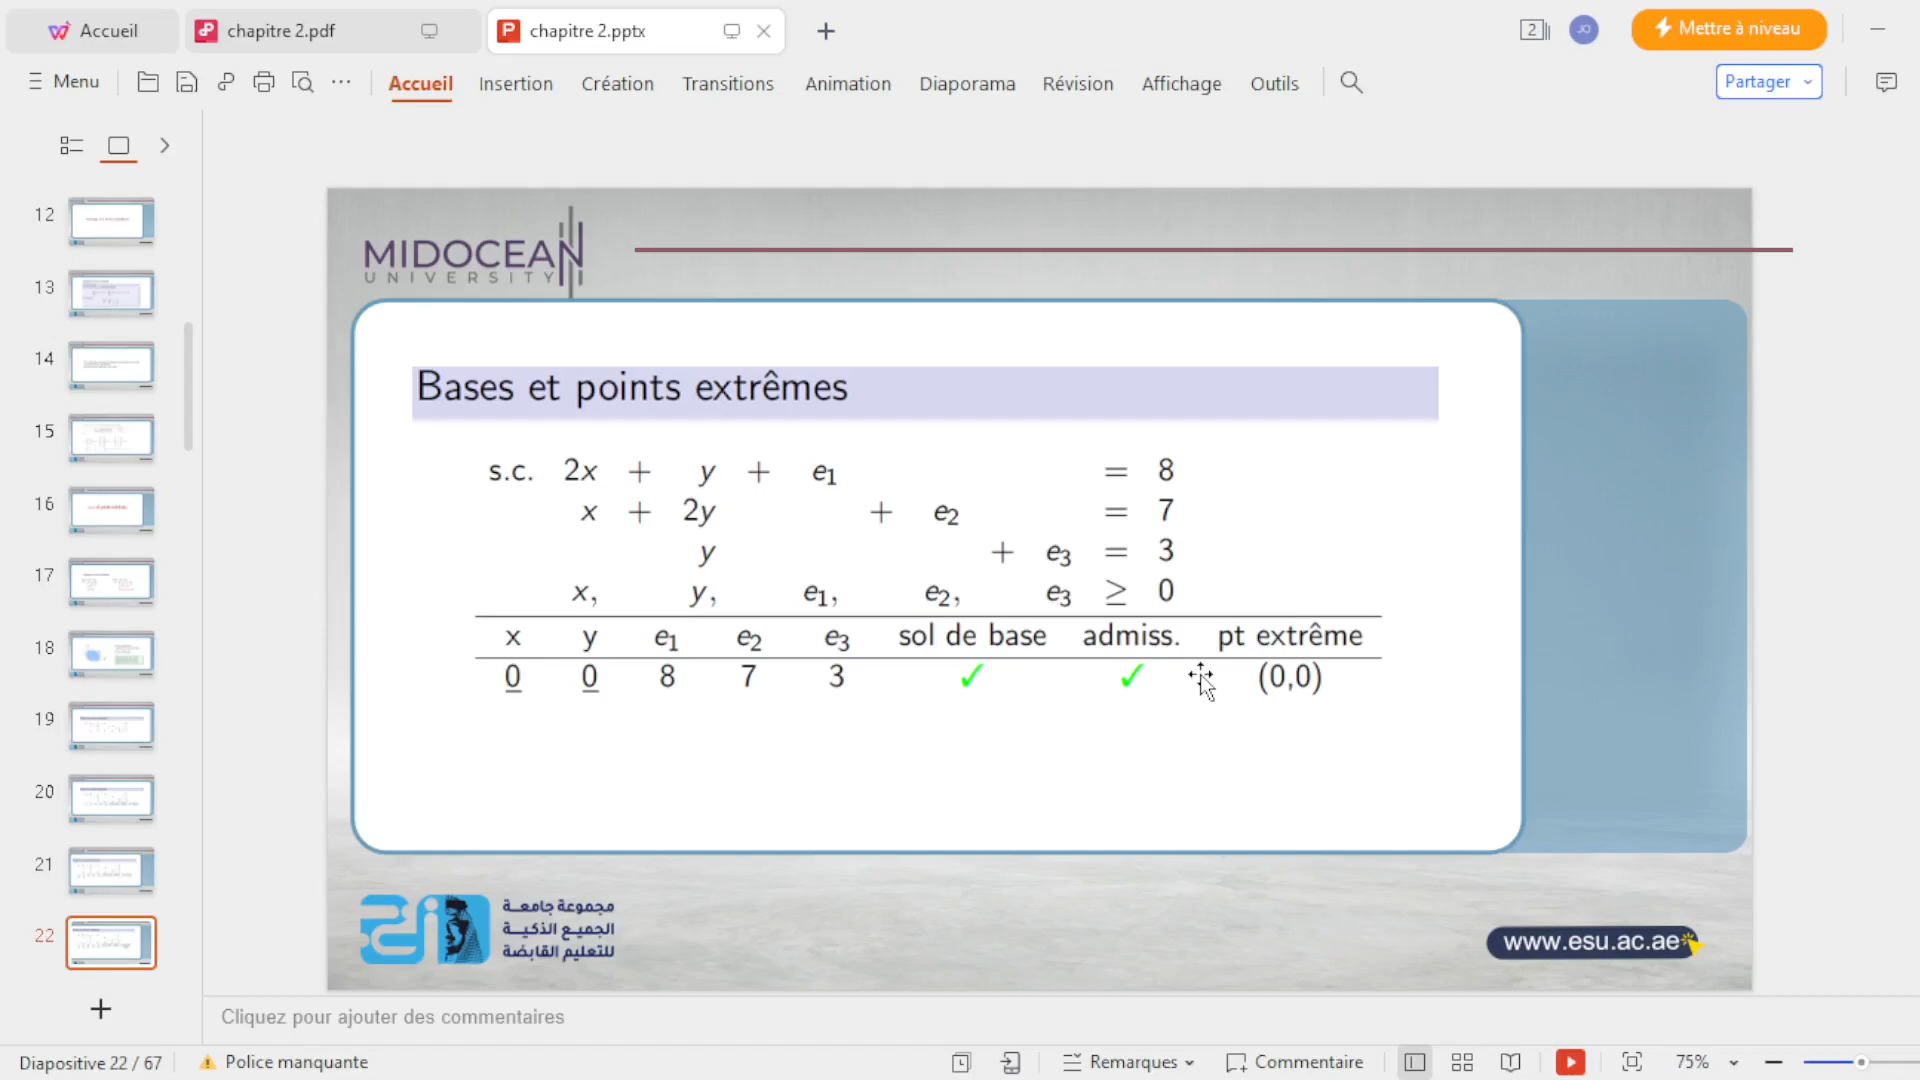 Accueil
chapitre 2.pdf
chapitre 2.pptx
2
JO
Mettre à niveau
Menu
Accueil
Insertion
Création
Transitions
Animation
Diaporama
Révision
Affichage
Outils
Partager
12
13
14
15
16
17
18
19
20
21
22
MIDOCEAN
UNIVERSITY
Bases et points extrêmes
s.c. 2x + y + e1 = 8
x + 2y + e2 = 7
y + e3 = 3
x, y, e1, e2, e3 ≥ 0
x y e1 e2 e3 sol de base admiss. pt extrême
0 0 8 7 3 ✓ ✓ (0,0)
مجموعة جامعة
الجميع الذكية
للتعليم القابضة
www.esu.ac.ae
Cliquez pour ajouter des commentaires
Diapositive 22 / 67
Police manquante
Remarques
Commentaire
75%